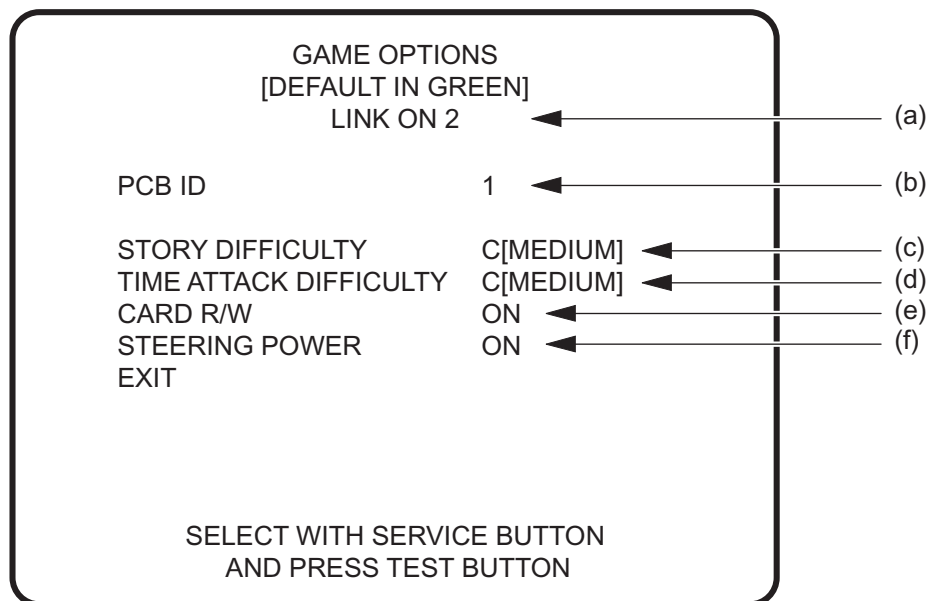 GAME OPTIONS
[DEFAULT IN GREEN]
LINK ON 2 (a)
PCB ID 1 (b)
STORY DIFFICULTY C[MEDIUM] (c)
TIME ATTACK DIFFICULTY C[MEDIUM] (d)
CARD R/W ON (e)
STEERING POWER ON (f)
EXIT
SELECT WITH SERVICE BUTTON
AND PRESS TEST BUTTON